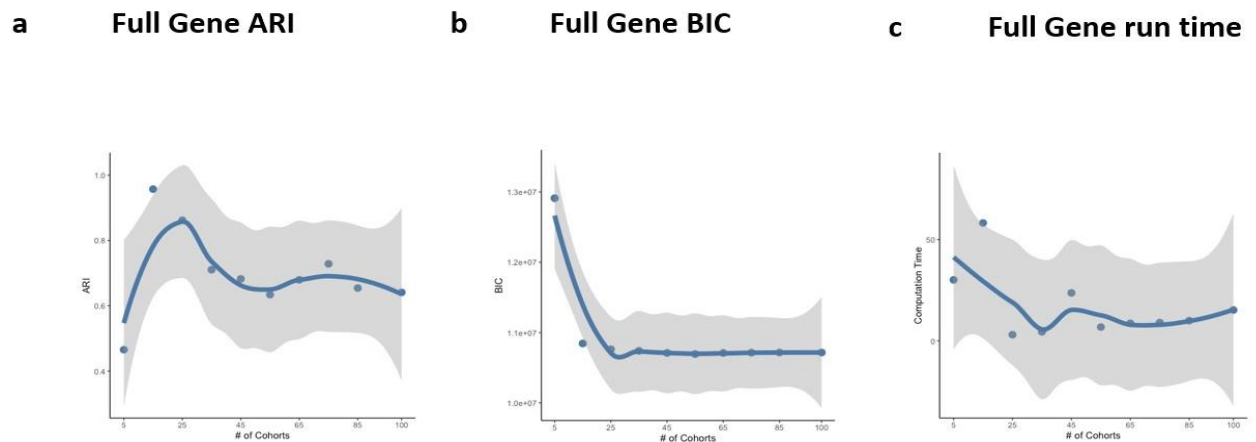 a Full Gene ARI b Full Gene BIC c Full Gene run time
1.0
0.8
0.6
0.4
ARI
5 25 45 65 85 100
# of Cohorts
1.3e+07
1.2e+07
1.1e+07
1.0e+07
BIC
5 25 45 65 85 100
# of Cohorts
50
0
Computation Time
5 25 45 65 85 100
# of Cohorts